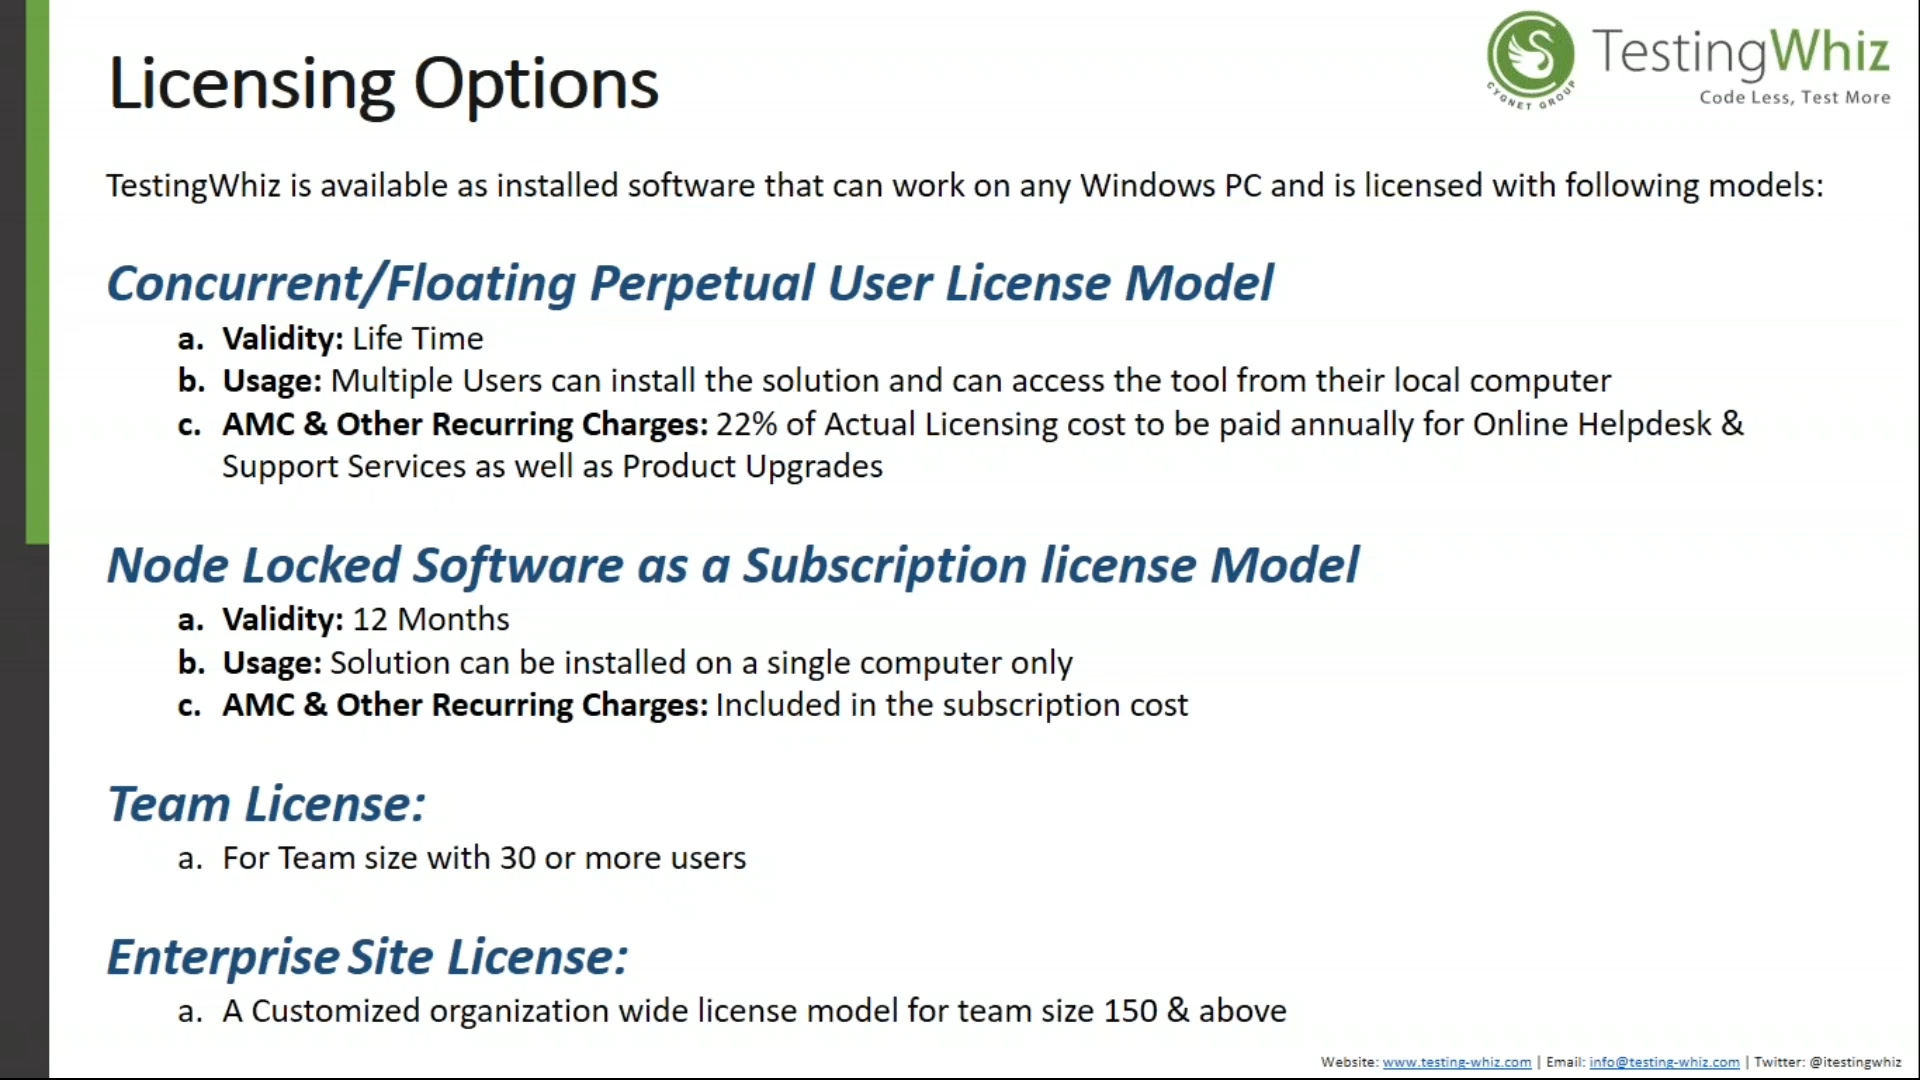 Licensing Options
CYGNET GROUP
TestingWhiz
Code Less, Test More
TestingWhiz is available as installed software that can work on any Windows PC and is licensed with following models:
Concurrent/Floating Perpetual User License Model
a. Validity: Life Time
b. Usage: Multiple Users can install the solution and can access the tool from their local computer
c. AMC & Other Recurring Charges: 22% of Actual Licensing cost to be paid annually for Online Helpdesk &
Support Services as well as Product Upgrades
Node Locked Software as a Subscription license Model
a. Validity: 12 Months
b. Usage: Solution can be installed on a single computer only
c. AMC & Other Recurring Charges: Included in the subscription cost
Team License:
a. For Team size with 30 or more users
Enterprise Site License:
a. A Customized organization wide license model for team size 150 & above
Website: www.testing-whiz.com | Email: info@testing-whiz.com | Twitter: @itestingwhiz